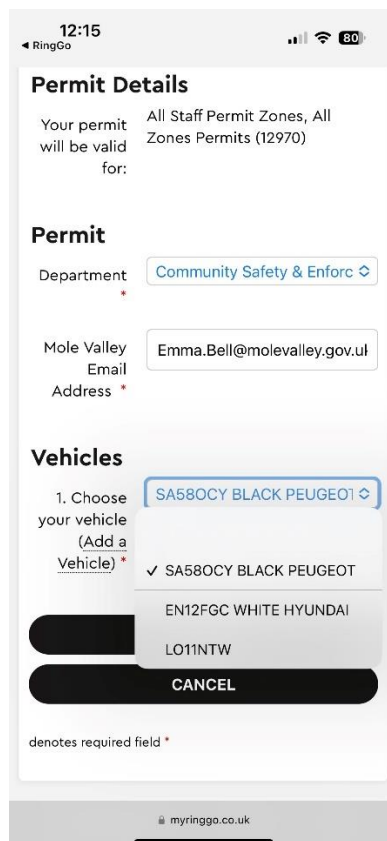 12:15
◀ RingGo
80
Permit Details
Your permit will be valid for:
All Staff Permit Zones, All Zones Permits (12970)
Permit
Department *
Community Safety & Enforc
Mole Valley Email Address *
Emma.Bell@molevalley.gov.uk
Vehicles
1. Choose your vehicle (Add a Vehicle) *
SA58OCY BLACK PEUGEOT
✓ SA58OCY BLACK PEUGEOT
EN12FGC WHITE HYUNDAI
LO11NTW
CANCEL
denotes required field *
myringgo.co.uk